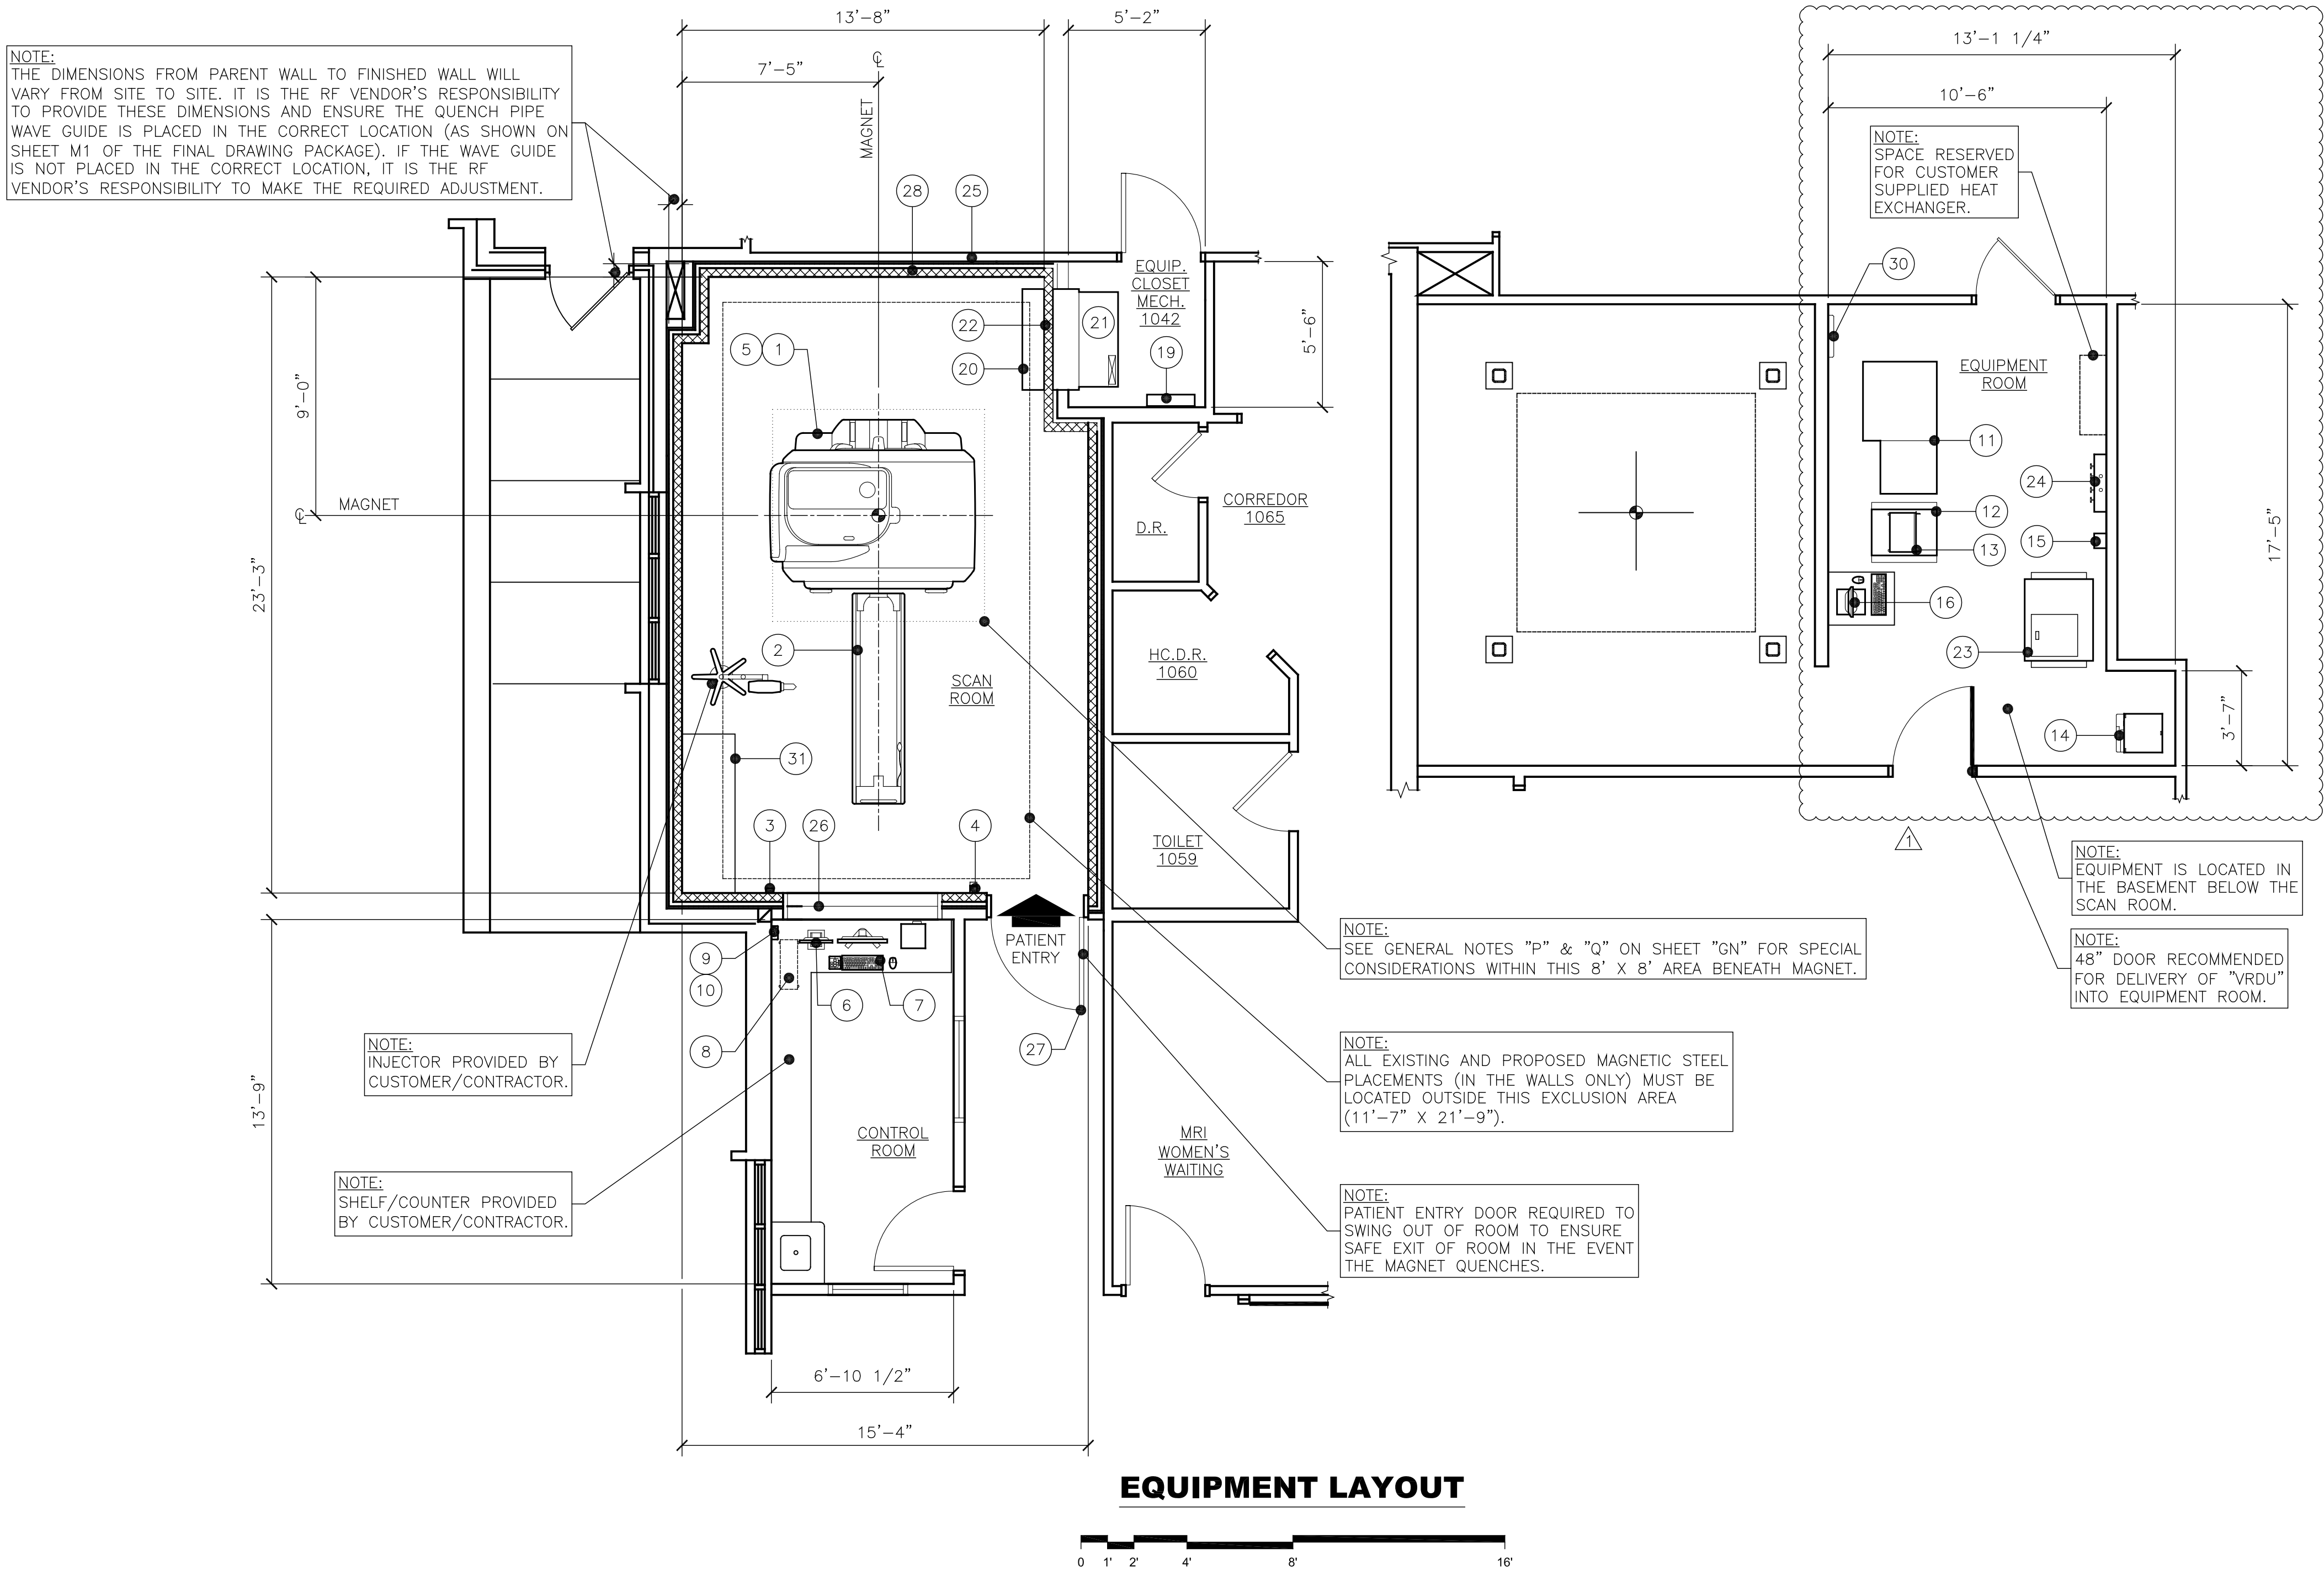 13'-8"
5'-2"
13'-1 1/4"
7'-5"
10'-6"
NOTE:
THE DIMENSIONS FROM PARENT WALL TO FINISHED WALL WILL
VARY FROM SITE TO SITE. IT IS THE RF VENDOR'S RESPONSIBILITY
TO PROVIDE THESE DIMENSIONS AND ENSURE THE QUENCH PIPE
WAVE GUIDE IS PLACED IN THE CORRECT LOCATION (AS SHOWN ON
SHEET M1 OF THE FINAL DRAWING PACKAGE). IF THE WAVE GUIDE
IS NOT PLACED IN THE CORRECT LOCATION, IT IS THE RF
VENDOR'S RESPONSIBILITY TO MAKE THE REQUIRED ADJUSTMENT.
℄
MAGNET
NOTE:
SPACE RESERVED
FOR CUSTOMER
SUPPLIED HEAT
EXCHANGER.
28
25
30
EQUIP.
CLOSET
MECH.
1042
22
21
20
19
5
1
5'-6"
9'-0"
℄
MAGNET
23'-3"
EQUIPMENT
ROOM
11
24
12
13
15
16
23
14
17'-5"
3'-7"
CORREDOR
1065
D.R.
HC.D.R.
1060
2
SCAN
ROOM
31
3
26
4
TOILET
1059
1
NOTE:
EQUIPMENT IS LOCATED IN
THE BASEMENT BELOW THE
SCAN ROOM.
NOTE:
48" DOOR RECOMMENDED
FOR DELIVERY OF "VRDU"
INTO EQUIPMENT ROOM.
PATIENT
ENTRY
NOTE:
SEE GENERAL NOTES "P" & "Q" ON SHEET "GN" FOR SPECIAL
CONSIDERATIONS WITHIN THIS 8' X 8' AREA BENEATH MAGNET.
9
10
6
7
8
27
NOTE:
INJECTOR PROVIDED BY
CUSTOMER/CONTRACTOR.
NOTE:
ALL EXISTING AND PROPOSED MAGNETIC STEEL
PLACEMENTS (IN THE WALLS ONLY) MUST BE
LOCATED OUTSIDE THIS EXCLUSION AREA
(11'-7" X 21'-9").
13'-9"
CONTROL
ROOM
MRI
WOMEN'S
WAITING
NOTE:
SHELF/COUNTER PROVIDED
BY CUSTOMER/CONTRACTOR.
NOTE:
PATIENT ENTRY DOOR REQUIRED TO
SWING OUT OF ROOM TO ENSURE
SAFE EXIT OF ROOM IN THE EVENT
THE MAGNET QUENCHES.
6'-10 1/2"
15'-4"
EQUIPMENT LAYOUT
0 1' 2' 4' 8' 16'